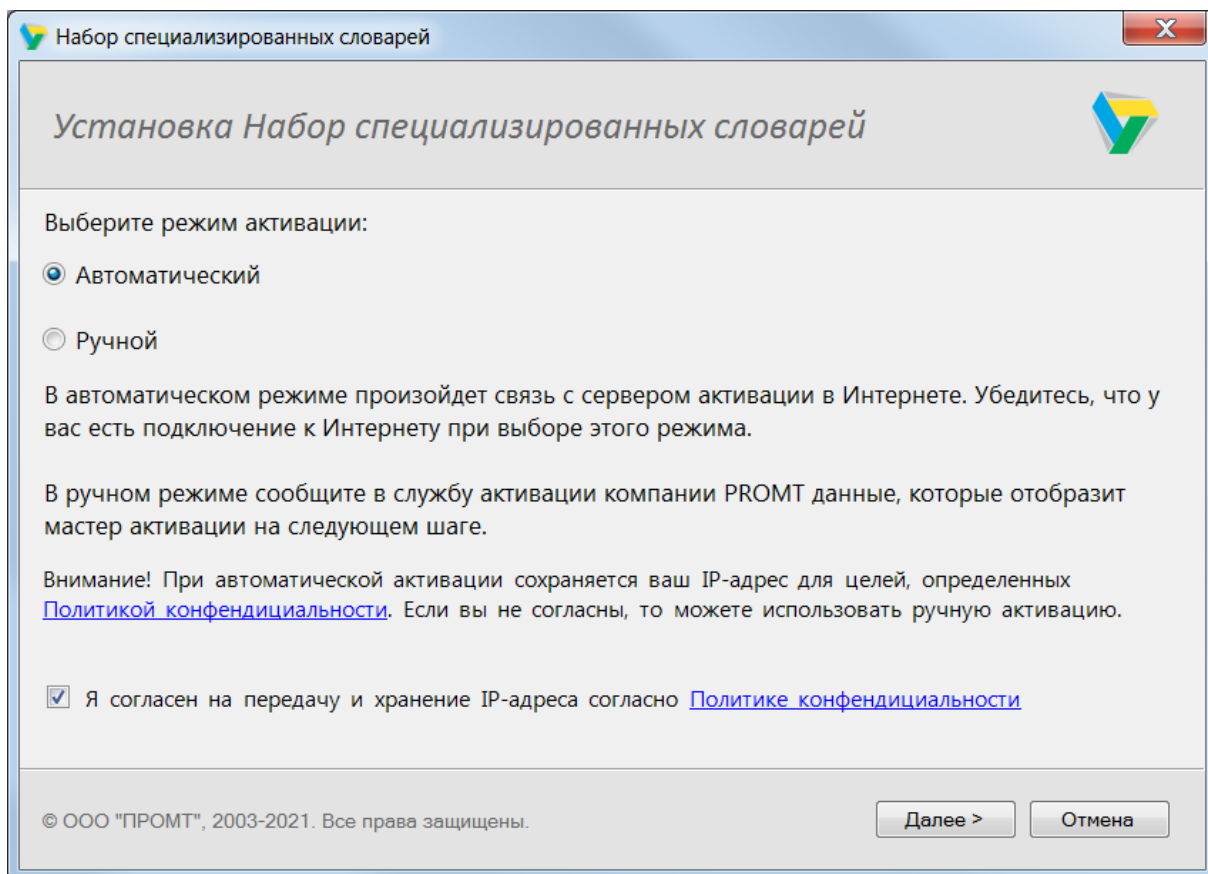 Набор специализированных словарей
Установка Набор специализированных словарей
Выберите режим активации:
Автоматический
Ручной
В автоматическом режиме произойдет связь с сервером активации в Интернете. Убедитесь, что у
вас есть подключение к Интернету при выборе этого режима.
В ручном режиме сообщите в службу активации компании PROMT данные, которые отобразит
мастер активации на следующем шаге.
Внимание! При автоматической активации сохраняется ваш IP-адрес для целей, определенных
Политикой конфендициальности. Если вы не согласны, то можете использовать ручную активацию.
Я согласен на передачу и хранение IP-адреса согласно Политике конфендициальности
© ООО "ПРОМТ", 2003-2021. Все права защищены.
Далее >
Отмена